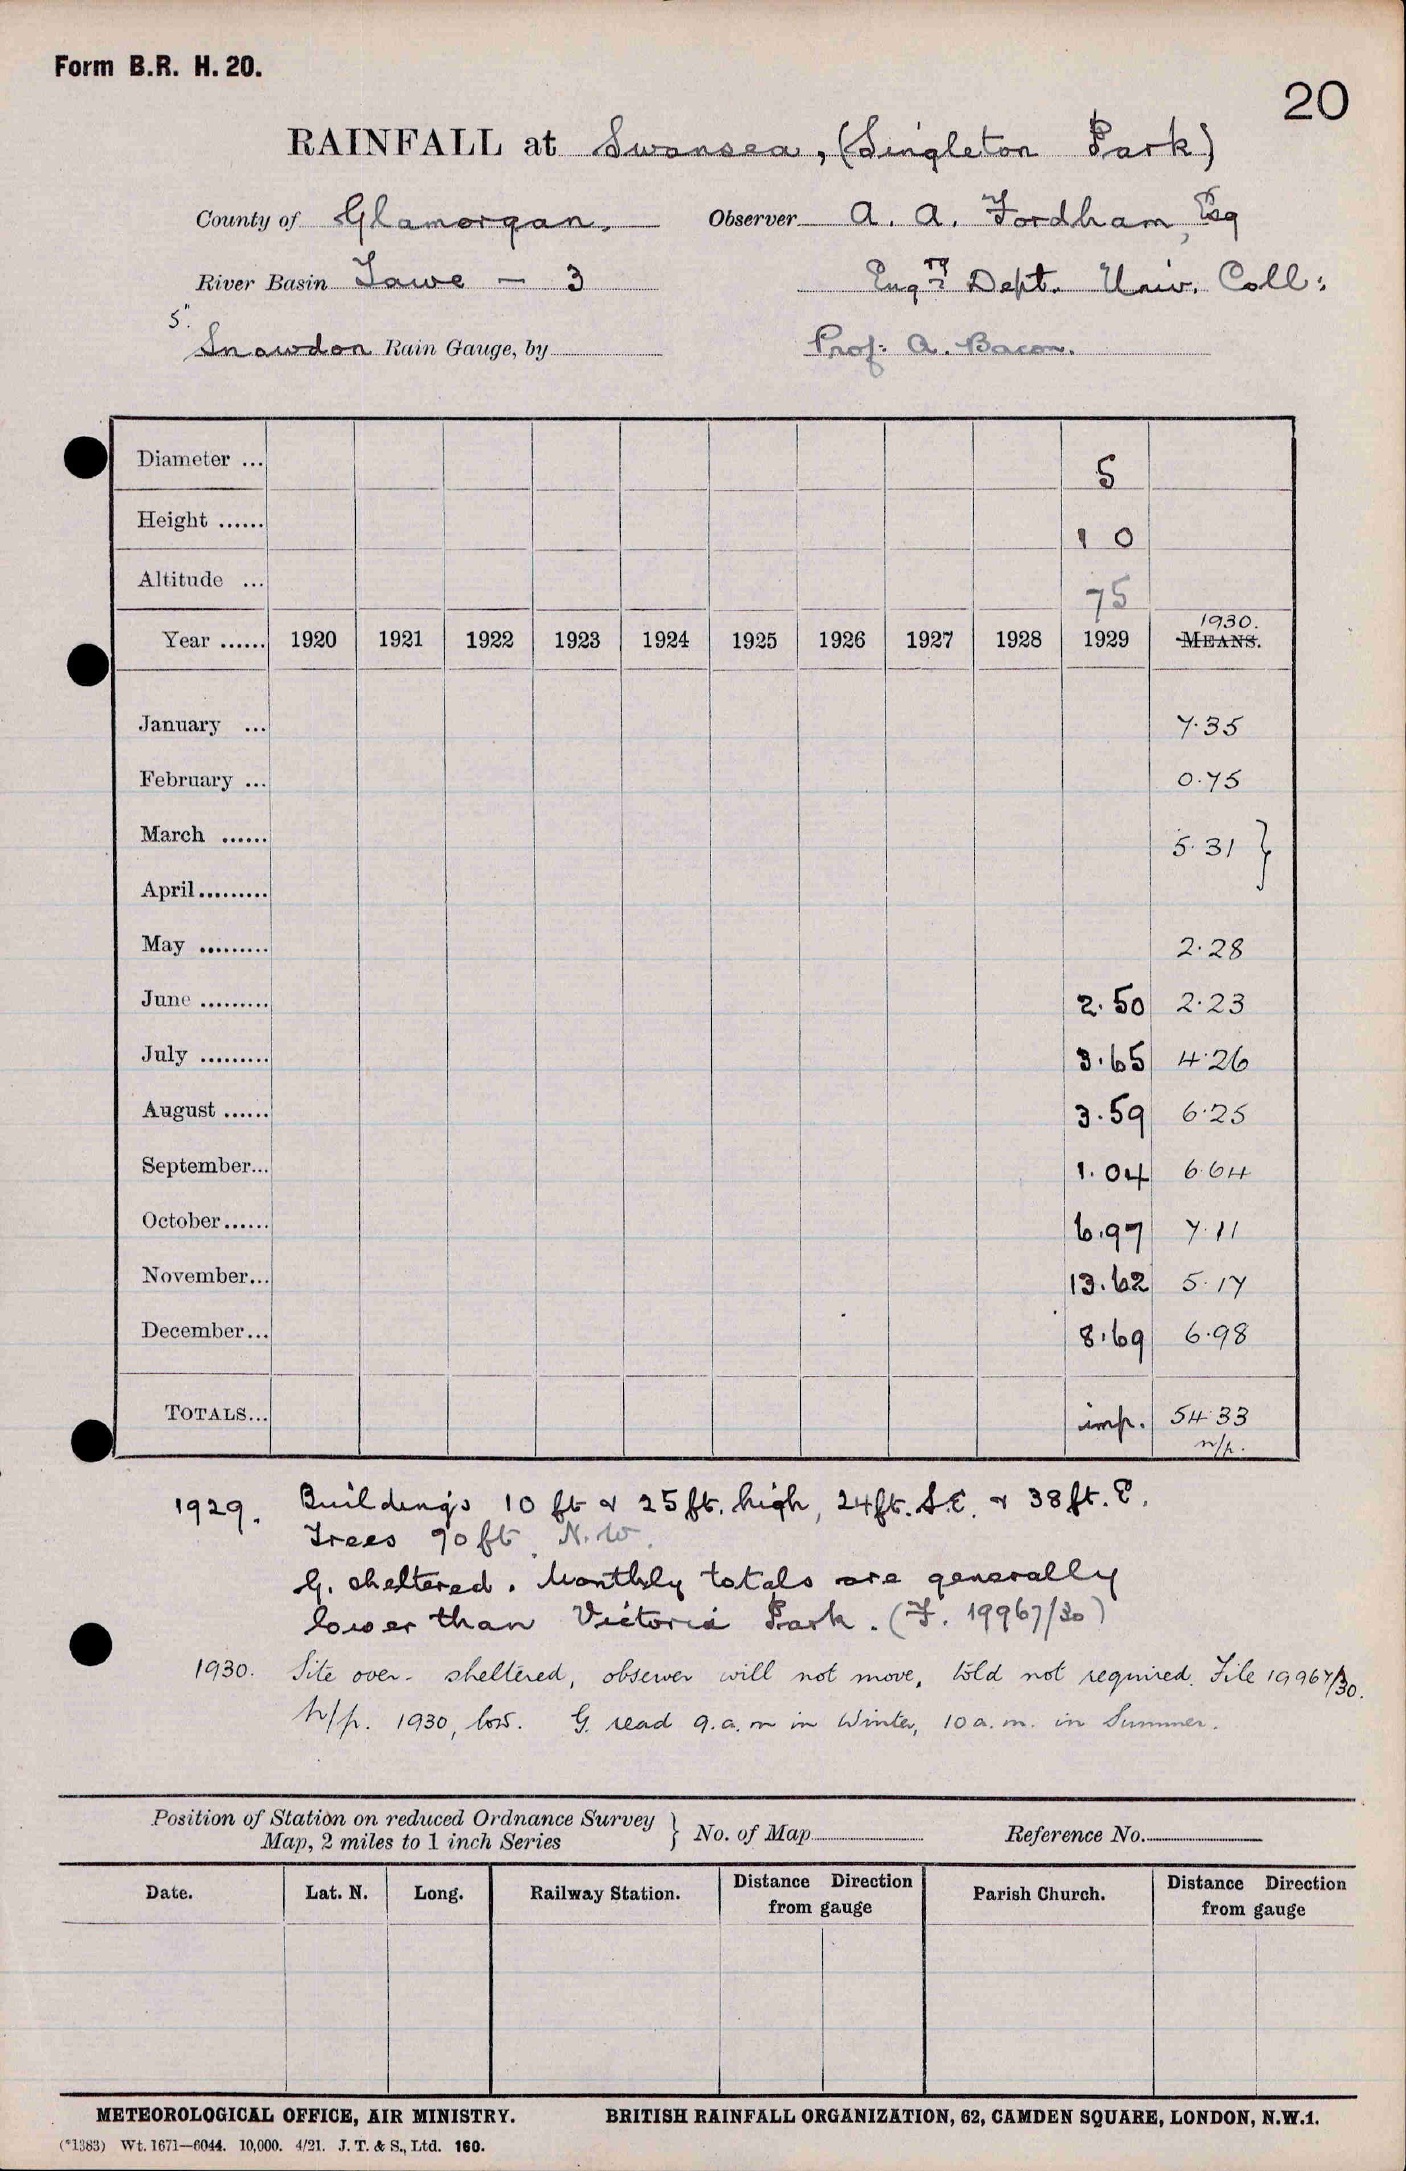 Form B.R. H. 20.
20
RAINFALL at Swansea, (Singleton Park)
County of Glamorgan. Observer A. A. Fordham, Esq
River Basin Tawe — 3 Eng.rg Dept. Univ. Coll:
5".
Snowdon Rain Gauge, by Prof: A. Bacon.
Diameter ... 5
Height ...... 1 0
Altitude ... 75
1930.
Year ...... 1920 1921 1922 1923 1924 1925 1926 1927 1928 1929 MEANS.
January ... 7.35
February ... 0.75
March ...... 5.31 }
April.........
May ......... 2.28
June ......... 2.50 2.23
July ......... 3.65 4.26
August ...... 3.59 6.25
September... 1.04 6.64
October...... 6.97 7.11
November... 13.62 5.17
December... 8.69 6.98
TOTALS... imp. 54.33
n/p.
1929. Buildings 10 ft & 25 ft. high, 24 ft. S.E. & 38 ft. E.
Trees 90 ft. N.W.
G. sheltered. Monthly totals are generally
lower than Victoria Park. (F. 19967/30)
1930. Site over-sheltered, observer will not move, told not required. File 19967/30.
n/p. 1930, low. G. read 9.a.m in Winter, 10 a.m. in Summer.
Position of Station on reduced Ordnance Survey
Map, 2 miles to 1 inch Series } No. of Map Reference No.
Date. Lat. N. Long. Railway Station. Distance Direction from gauge Parish Church. Distance Direction from gauge
METEOROLOGICAL OFFICE, AIR MINISTRY. BRITISH RAINFALL ORGANIZATION, 62, CAMDEN SQUARE, LONDON, N.W.1.
(*1383) Wt. 1671—6044. 10,000. 4/21. J. T. & S., Ltd. 160.